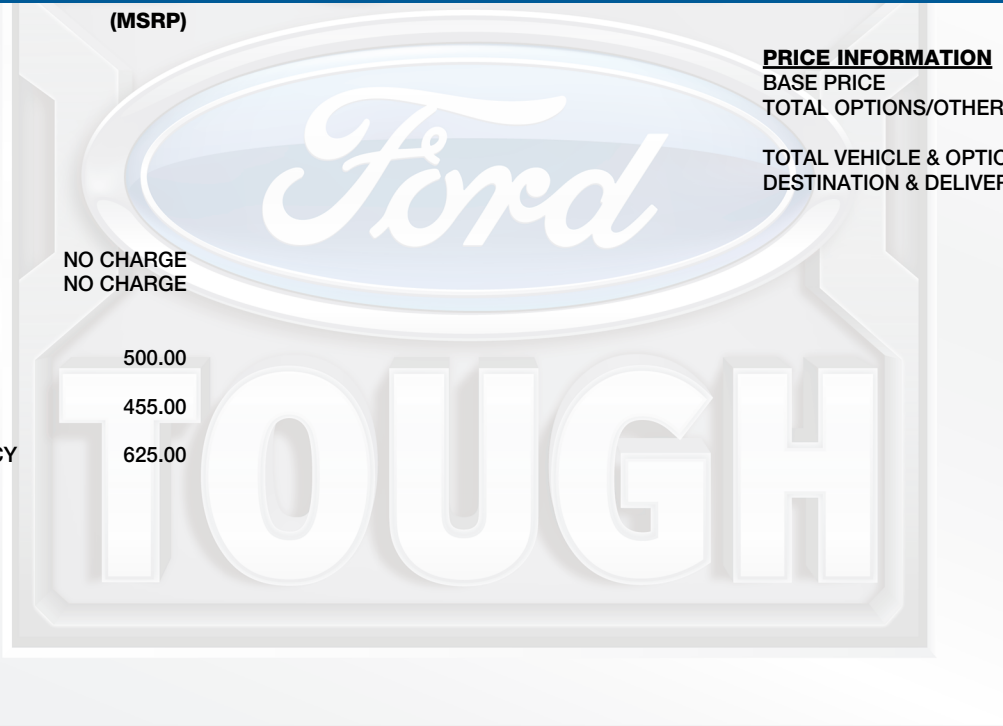 (MSRP)
PRICE INFORMATION
BASE PRICE
TOTAL OPTIONS/OTHER
TOTAL VEHICLE & OPTIO
DESTINATION & DELIVER
NO CHARGE
NO CHARGE
500.00
455.00
CY 625.00
Ford
TOUGH